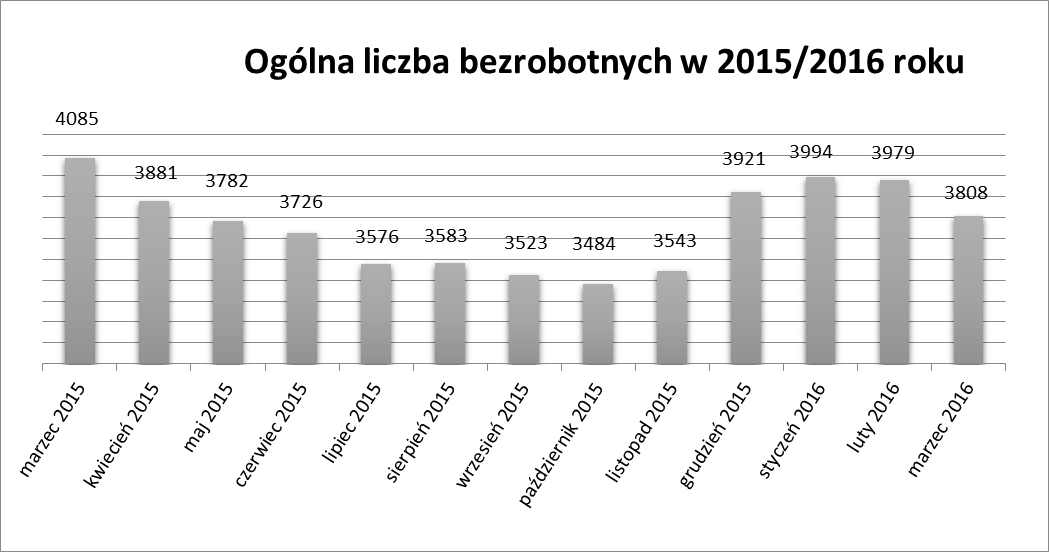 Ogólna liczba bezrobotnych w 2015/2016 roku
4085
3881
3782
3726
3576
3583
3523
3484
3543
3921
3994
3979
3808
marzec 2015
kwiecień 2015
maj 2015
czerwiec 2015
lipiec 2015
sierpień 2015
wrzesień 2015
październik 2015
listopad 2015
grudzień 2015
styczeń 2016
luty 2016
marzec 2016